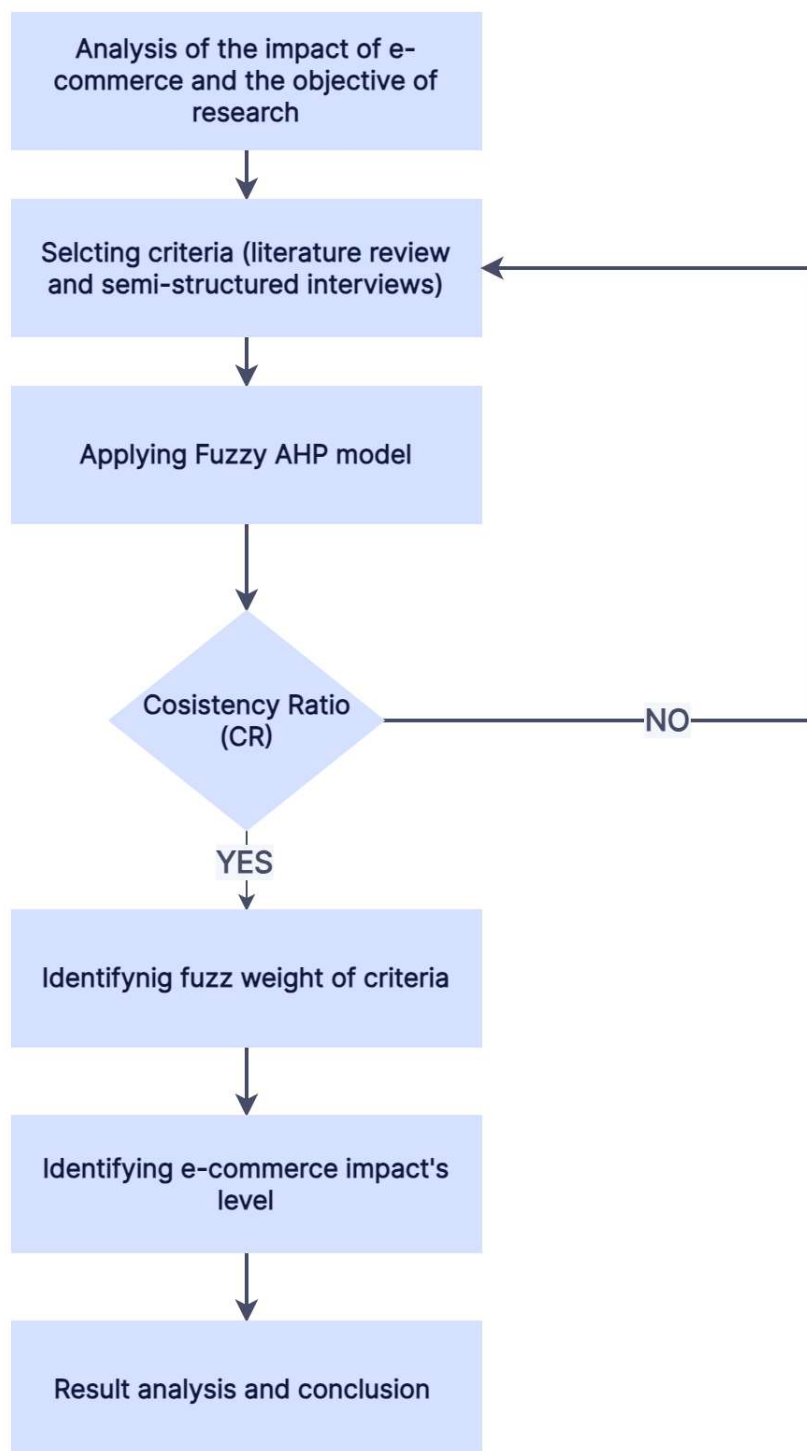 Analysis of the impact of e-
commerce and the objective of
research
Selcting criteria (literature review
and semi-structured interviews)
Applying Fuzzy AHP model
Cosistency Ratio
(CR)
NO
YES
Identifynig fuzz weight of criteria
Identifying e-commerce impact's
level
Result analysis and conclusion